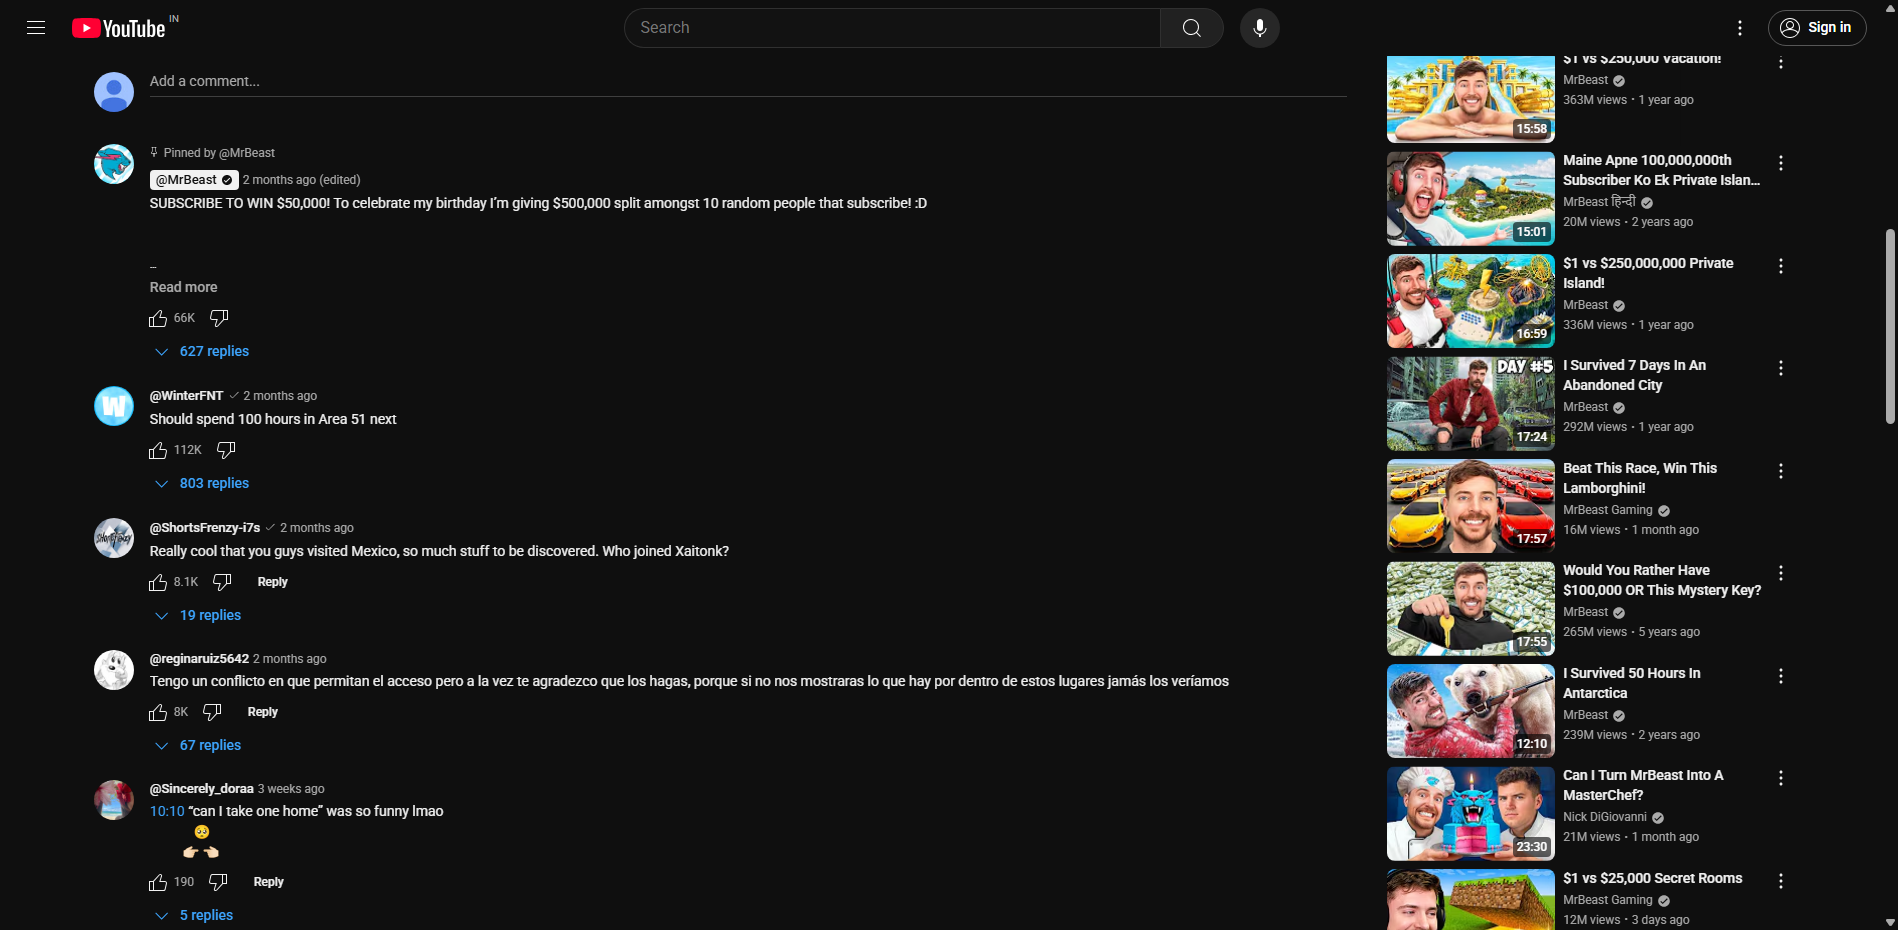 YouTube IN
Search
Sign in
Add a comment...
Pinned by @MrBeast
@MrBeast 2 months ago (edited)
SUBSCRIBE TO WIN $50,000! To celebrate my birthday I’m giving $500,000 split amongst 10 random people that subscribe! :D
...
Read more
66K
627 replies
@WinterFNT 2 months ago
Should spend 100 hours in Area 51 next
112K
803 replies
@ShortsFrenzy-i7s 2 months ago
Really cool that you guys visited Mexico, so much stuff to be discovered. Who joined Xaitonk?
8.1K Reply
19 replies
@reginaruiz5642 2 months ago
Tengo un conflicto en que permitan el acceso pero a la vez te agradezco que los hagas, porque si no nos mostraras lo que hay por dentro de estos lugares jamás los veríamos
8K Reply
67 replies
@Sincerely_doraa 3 weeks ago
10:10 “can I take one home” was so funny lmao
🥺
👉🏻👈🏻
190 Reply
5 replies
$1 vs $250,000 Vacation!
MrBeast
363M views • 1 year ago
15:58
Maine Apne 100,000,000th
Subscriber Ko Ek Private Islan...
MrBeast हिन्दी
20M views • 2 years ago
15:01
$1 vs $250,000,000 Private
Island!
MrBeast
336M views • 1 year ago
16:59
DAY #5
I Survived 7 Days In An
Abandoned City
MrBeast
292M views • 1 year ago
17:24
Beat This Race, Win This
Lamborghini!
MrBeast Gaming
16M views • 1 month ago
17:57
Would You Rather Have
$100,000 OR This Mystery Key?
MrBeast
265M views • 5 years ago
17:55
I Survived 50 Hours In
Antarctica
MrBeast
239M views • 2 years ago
12:10
Can I Turn MrBeast Into A
MasterChef?
Nick DiGiovanni
21M views • 1 month ago
23:30
$1 vs $25,000 Secret Rooms
MrBeast Gaming
12M views • 3 days ago